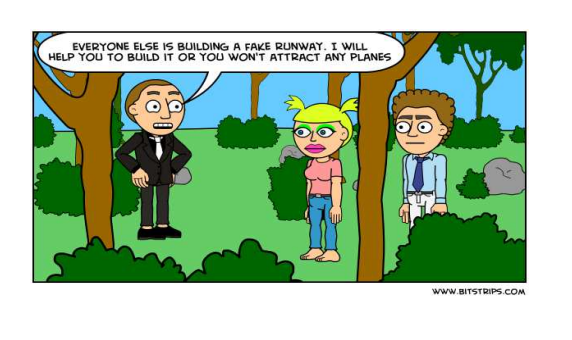 EVERYONE ELSE IS BUILDING A FAKE RUNWAY. I WILL
HELP YOU TO BUILD IT OR YOU WON'T ATTRACT ANY PLANES
WWW.BITSTRIPS.COM